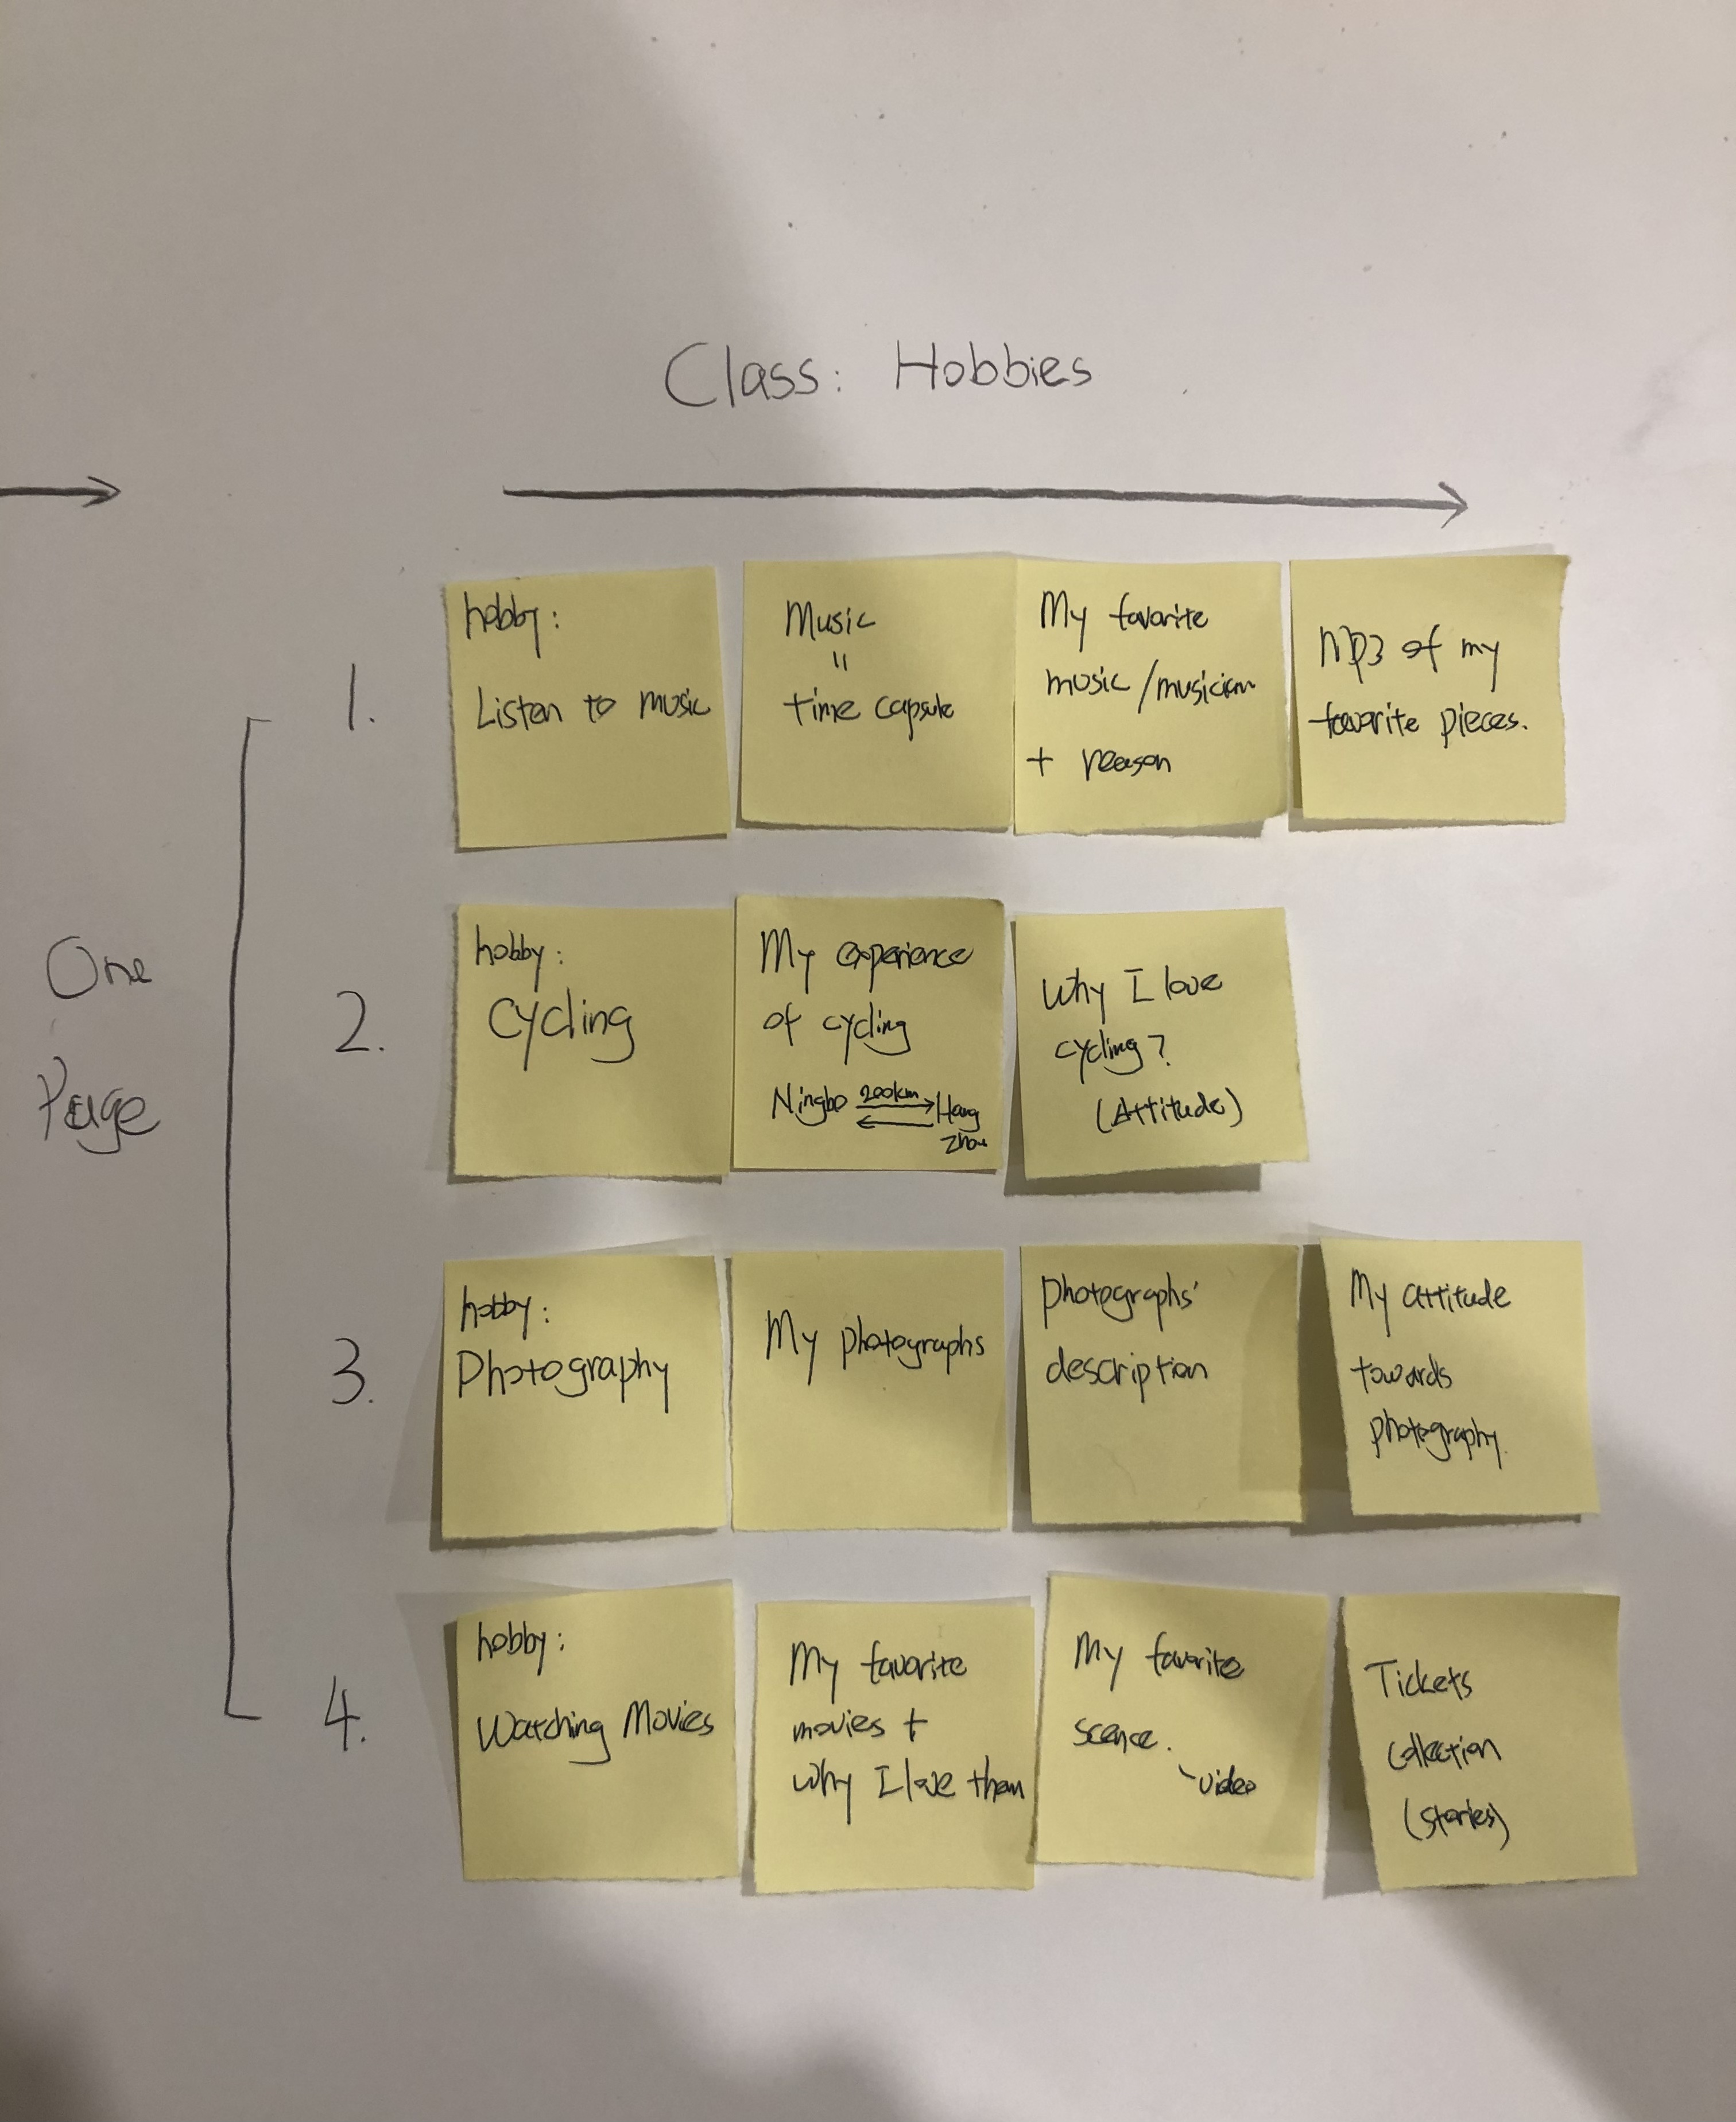 Class: Hobbies
One
Page
1.
hobby:
Listen to music
Music
=
time capsule
My favorite
music/musician
+ reason
MP3 of my
favorite pieces.
2.
hobby:
Cycling
My experience
of cycling
Ningbo 200km Hang
zhou
Why I love
cycling?
(Attitude)
3.
hobby:
Photography
My photographs
photographs'
description
My attitude
towards
photography.
4.
hobby:
Watching Movies
My favorite
movies +
why I love them
My favorite
scence.
video
Tickets
collection
(stories)